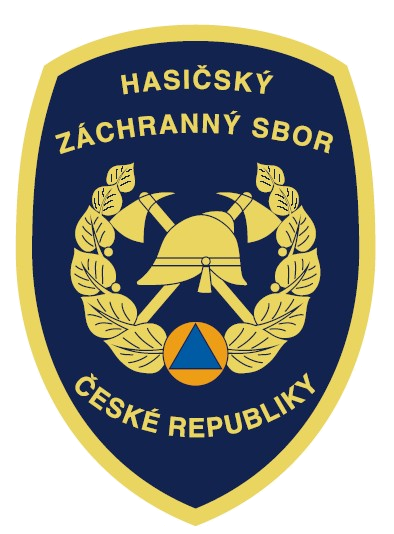 HASIČSKÝ
ZÁCHRANNÝ SBOR
ČESKÉ REPUBLIKY